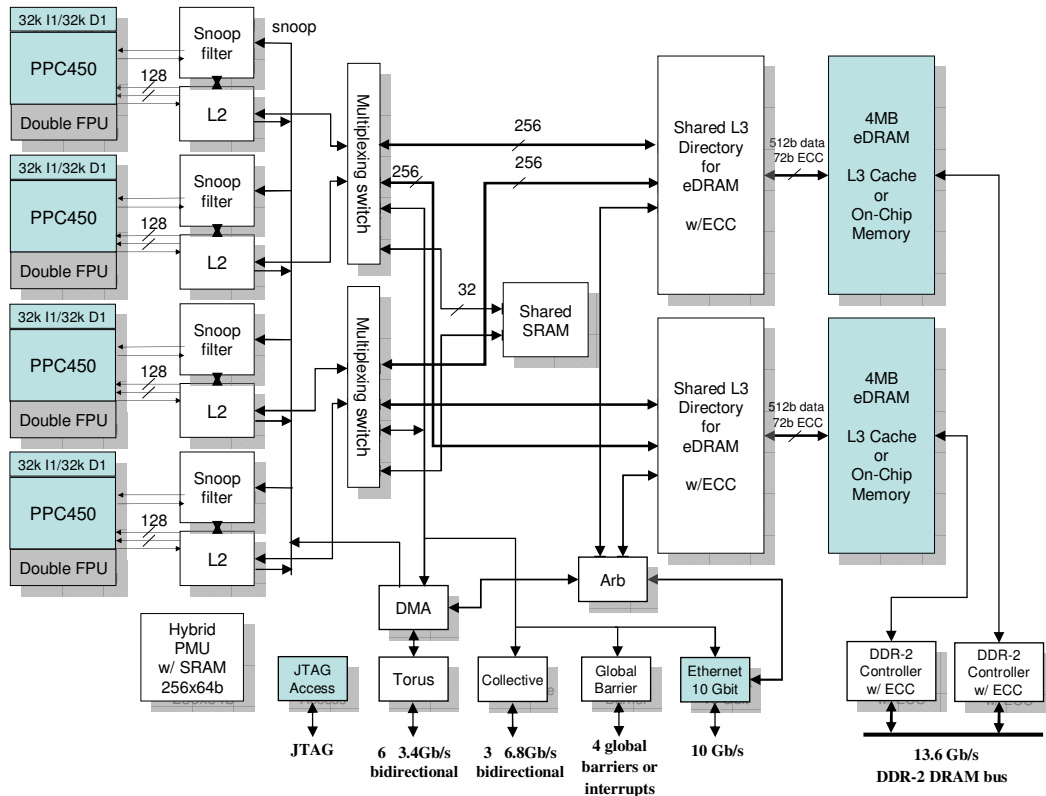 32k I1/32k D1
PPC450
Double FPU
Snoop
filter
L2
128
snoop
32k I1/32k D1
PPC450
Double FPU
Snoop
filter
L2
128
32k I1/32k D1
PPC450
Double FPU
Snoop
filter
L2
128
32k I1/32k D1
PPC450
Double FPU
Snoop
filter
L2
128
Multiplexing switch
Multiplexing switch
256
256
256
32
Shared
SRAM
Shared L3
Directory
for
eDRAM
w/ECC
512b data
72b ECC
4MB
eDRAM
L3 Cache
or
On-Chip
Memory
Shared L3
Directory
for
eDRAM
w/ECC
512b data
72b ECC
4MB
eDRAM
L3 Cache
or
On-Chip
Memory
Hybrid
PMU
w/ SRAM
256x64b
JTAG
Access
JTAG
DMA
Torus
6 3.4Gb/s
bidirectional
Collective
3 6.8Gb/s
bidirectional
Arb
Global
Barrier
4 global
barriers or
interrupts
Ethernet
10 Gbit
10 Gb/s
DDR-2
Controller
w/ ECC
DDR-2
Controller
w/ ECC
13.6 Gb/s
DDR-2 DRAM bus